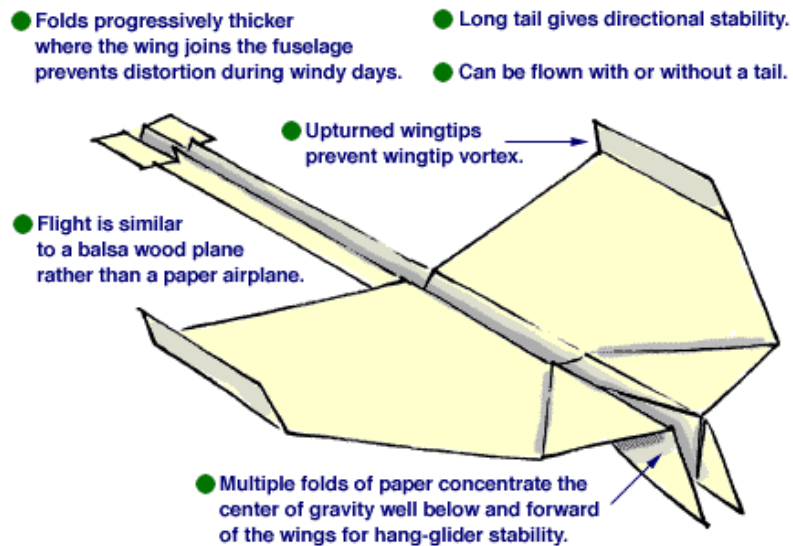 Folds progressively thicker
where the wing joins the fuselage
prevents distortion during windy days.
Long tail gives directional stability.
Can be flown with or without a tail.
Upturned wingtips
prevent wingtip vortex.
Flight is similar
to a balsa wood plane
rather than a paper airplane.
Multiple folds of paper concentrate the
center of gravity well below and forward
of the wings for hang-glider stability.